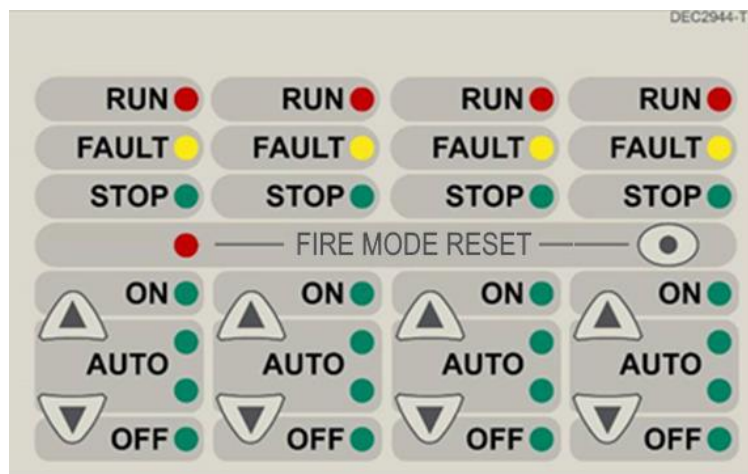 DEC2944-T
RUN RUN RUN RUN
FAULT FAULT FAULT FAULT
STOP STOP STOP STOP
FIRE MODE RESET
ON ON ON ON
AUTO AUTO AUTO AUTO
OFF OFF OFF OFF